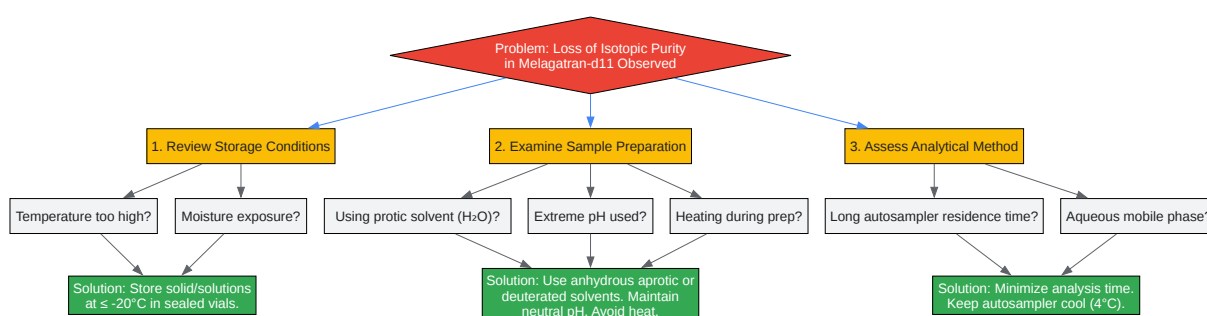 Problem: Loss of Isotopic Purity
in Melagatran-d11 Observed
1. Review Storage Conditions
2. Examine Sample Preparation
3. Assess Analytical Method
Temperature too high?
Moisture exposure?
Using protic solvent (H₂O)?
Extreme pH used?
Heating during prep?
Long autosampler residence time?
Aqueous mobile phase?
Solution: Store solid/solutions
at ≤ -20°C in sealed vials.
Solution: Use anhydrous aprotic or
deuterated solvents. Maintain
neutral pH. Avoid heat.
Solution: Minimize analysis time.
Keep autosampler cool (4°C).